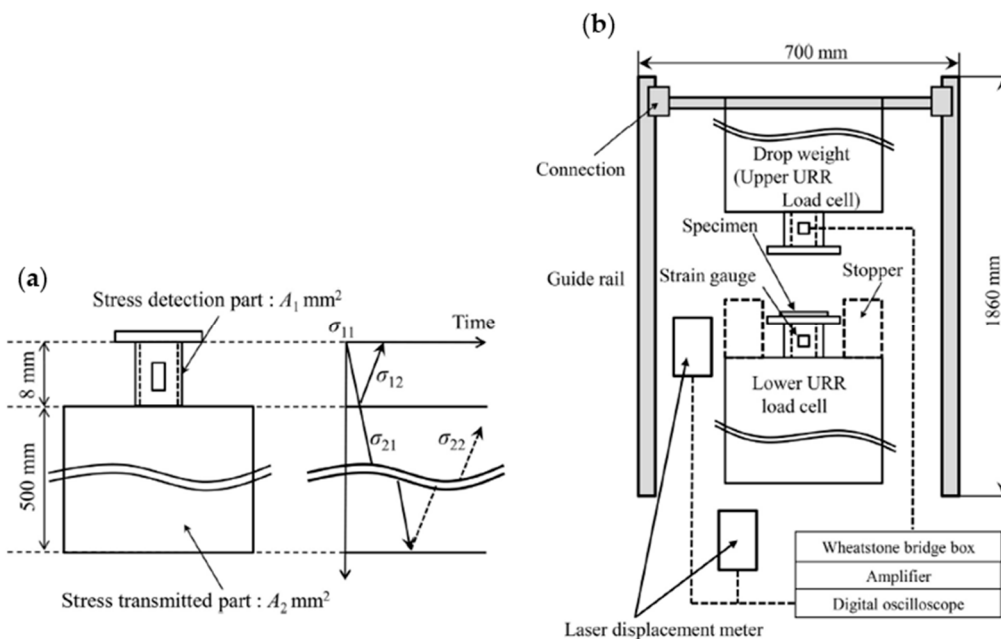 (a)
Stress detection part : A₁ mm²
8 mm
500 mm
σ₁₁
Time
σ₁₂
σ₂₁
σ₂₂
Stress transmitted part : A₂ mm²
(b)
700 mm
Connection
Drop weight
(Upper URR
Load cell)
Specimen
Guide rail
Strain gauge
Stopper
1860 mm
Lower URR
load cell
Wheatstone bridge box
Amplifier
Digital oscilloscope
Laser displacement meter